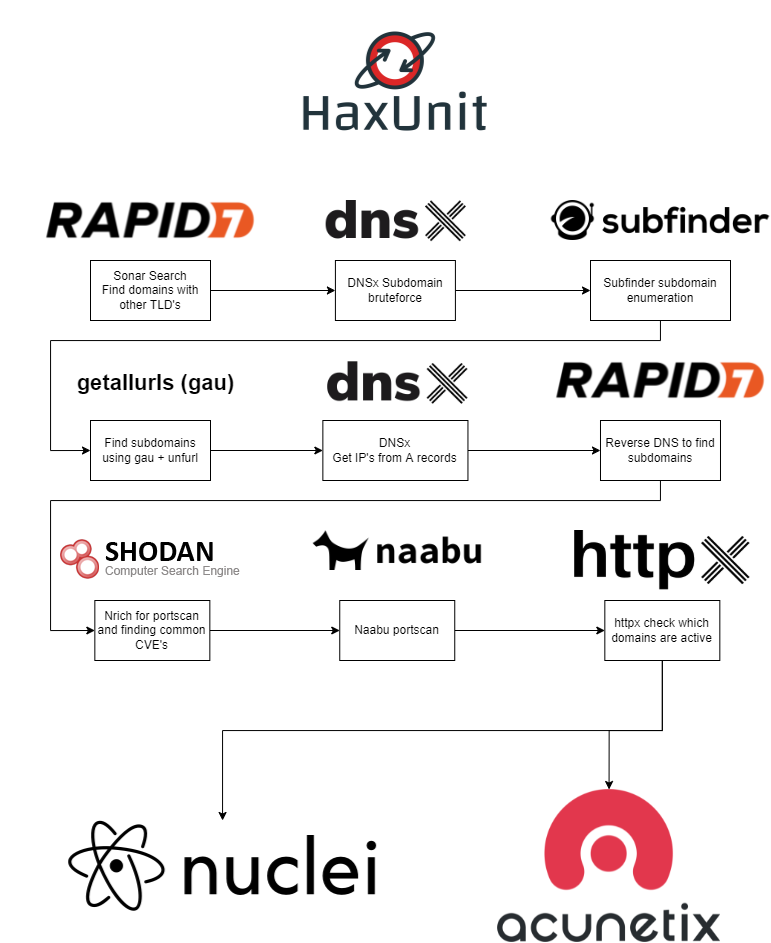 HaxUnit
RAPID7
dnsX
subfinder
Sonar Search
Find domains with
other TLD's
DNSx Subdomain
bruteforce
Subfinder subdomain
enumeration
getallurls (gau)
dnsX
RAPID7
Find subdomains
using gau + unfurl
DNSx
Get IP's from A records
Reverse DNS to find
subdomains
SHODAN
Computer Search Engine
naabu
httpX
Nrich for portscan
and finding common
CVE's
Naabu portscan
httpx check which
domains are active
nuclei
acunetix